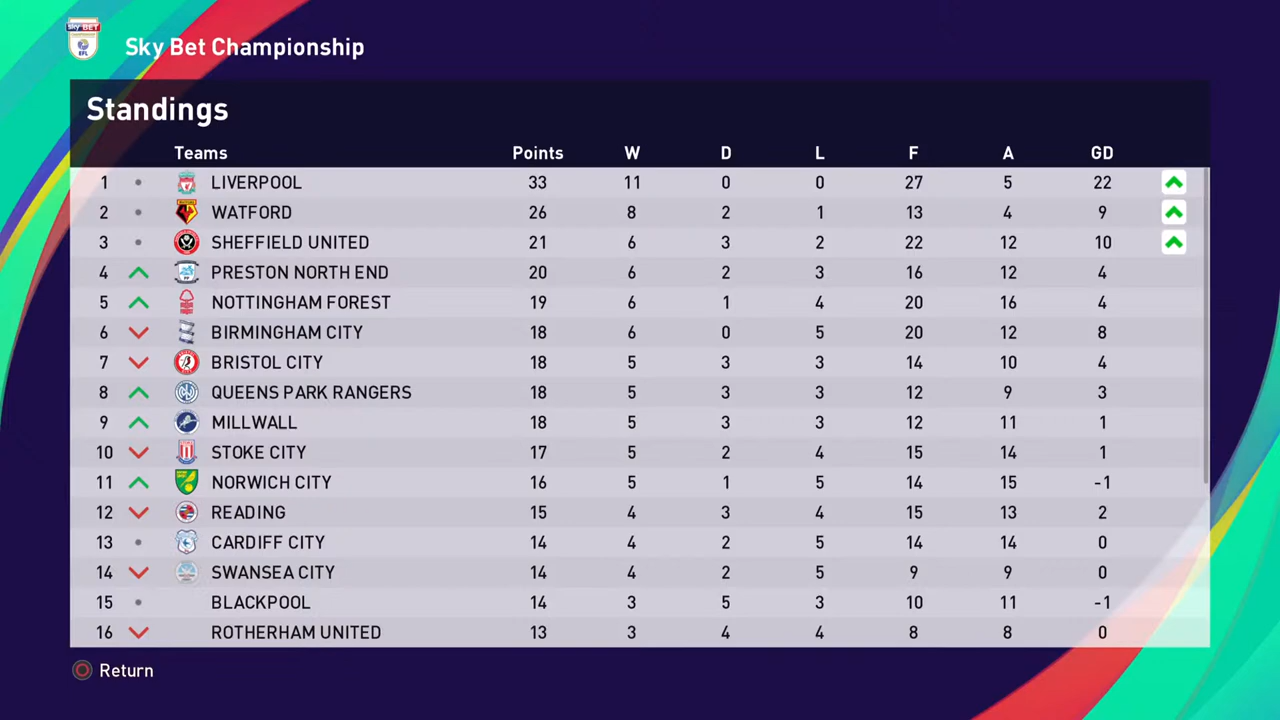 sky BET
EFL
Sky Bet Championship
Standings
Teams Points W D L F A GD
1 LIVERPOOL 33 11 0 0 27 5 22
2 WATFORD 26 8 2 1 13 4 9
3 SHEFFIELD UNITED 21 6 3 2 22 12 10
4 PRESTON NORTH END 20 6 2 3 16 12 4
5 NOTTINGHAM FOREST 19 6 1 4 20 16 4
6 BIRMINGHAM CITY 18 6 0 5 20 12 8
7 BRISTOL CITY 18 5 3 3 14 10 4
8 QUEENS PARK RANGERS 18 5 3 3 12 9 3
9 MILLWALL 18 5 3 3 12 11 1
10 STOKE CITY 17 5 2 4 15 14 1
11 NORWICH CITY 16 5 1 5 14 15 -1
12 READING 15 4 3 4 15 13 2
13 CARDIFF CITY 14 4 2 5 14 14 0
14 SWANSEA CITY 14 4 2 5 9 9 0
15 BLACKPOOL 14 3 5 3 10 11 -1
16 ROTHERHAM UNITED 13 3 4 4 8 8 0
Return